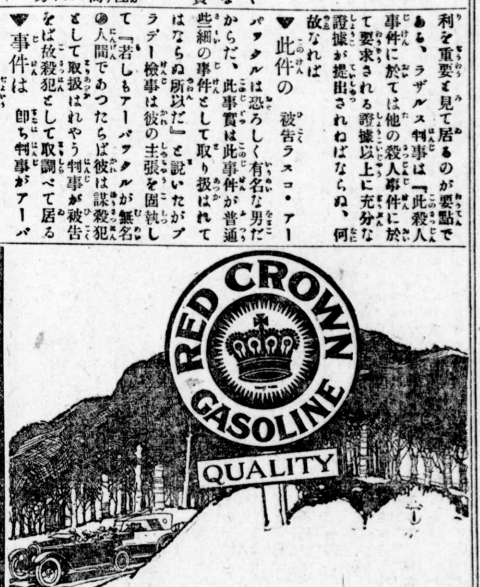 利を重要と見て居るのが要點で
ある、ラザルス判事は『此殺人
事件に於ては他の殺人事件に於
て要求される證據以上に充分な
證據が提出されねばならぬ、何
故なれば
▼此件の 被告ラスコ・アー
バツクルは恐ろしく有名な男だ
からだ、此事實は此事件が普通
些細の事件として取り扱はれて
はならぬ所以だ』と説いたがブ
ラデー檢事は彼の主張を固執し
て『若しもアーバツクルが無名
の人間であつたらば彼は謀殺犯
として取扱はれやう判事が被告
をば故殺犯として取調べて居る
▼事件は 卽ち判事がアーバ
RED CROWN
GASOLINE
QUALITY